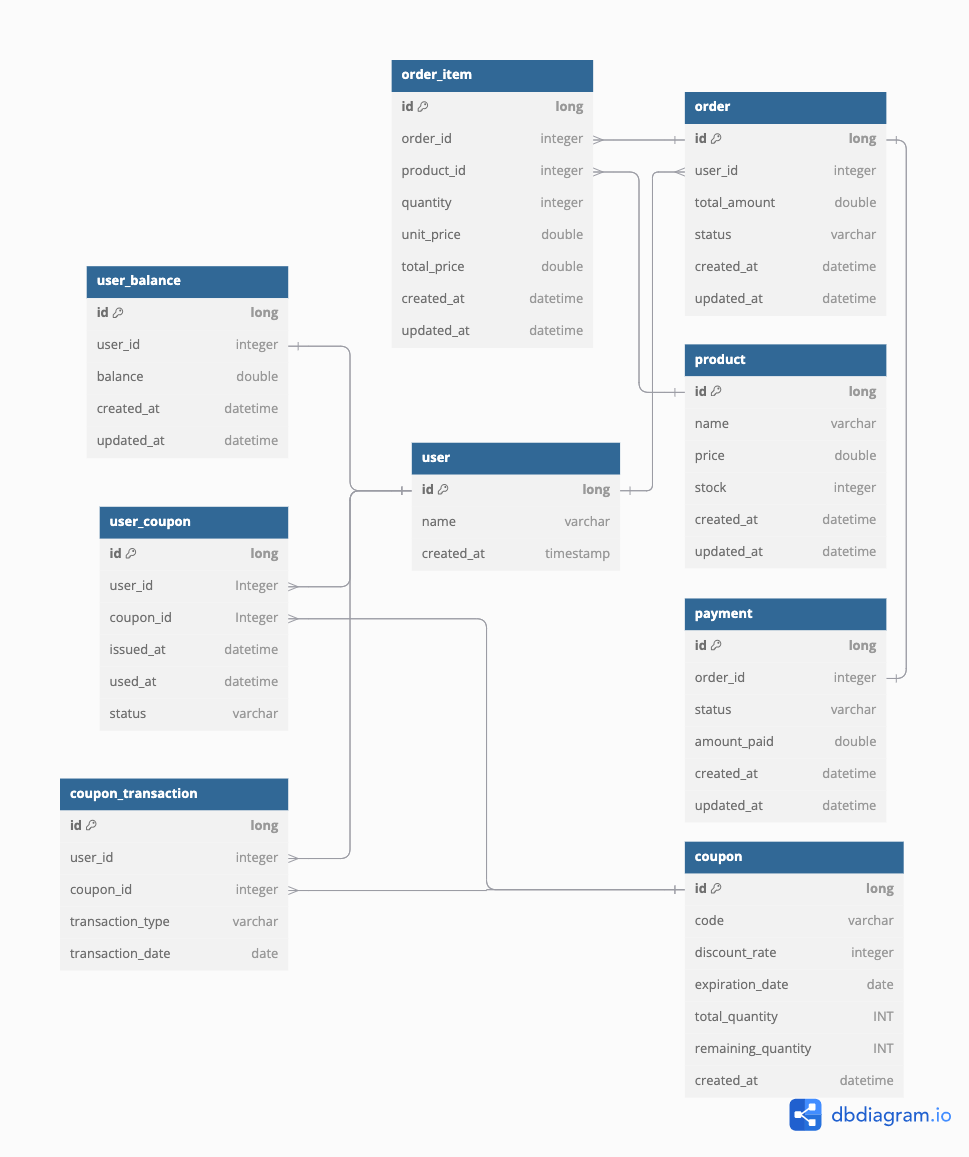 order_item
id long
order_id integer
product_id integer
quantity integer
unit_price double
total_price double
created_at datetime
updated_at datetime
order
id long
user_id integer
total_amount double
status varchar
created_at datetime
updated_at datetime
user_balance
id long
user_id integer
balance double
created_at datetime
updated_at datetime
product
id long
name varchar
price double
stock integer
created_at datetime
updated_at datetime
user
id long
name varchar
created_at timestamp
user_coupon
id long
user_id Integer
coupon_id Integer
issued_at datetime
used_at datetime
status varchar
payment
id long
order_id integer
status varchar
amount_paid double
created_at datetime
updated_at datetime
coupon_transaction
id long
user_id integer
coupon_id integer
transaction_type varchar
transaction_date date
coupon
id long
code varchar
discount_rate integer
expiration_date date
total_quantity INT
remaining_quantity INT
created_at datetime
dbdiagram.io